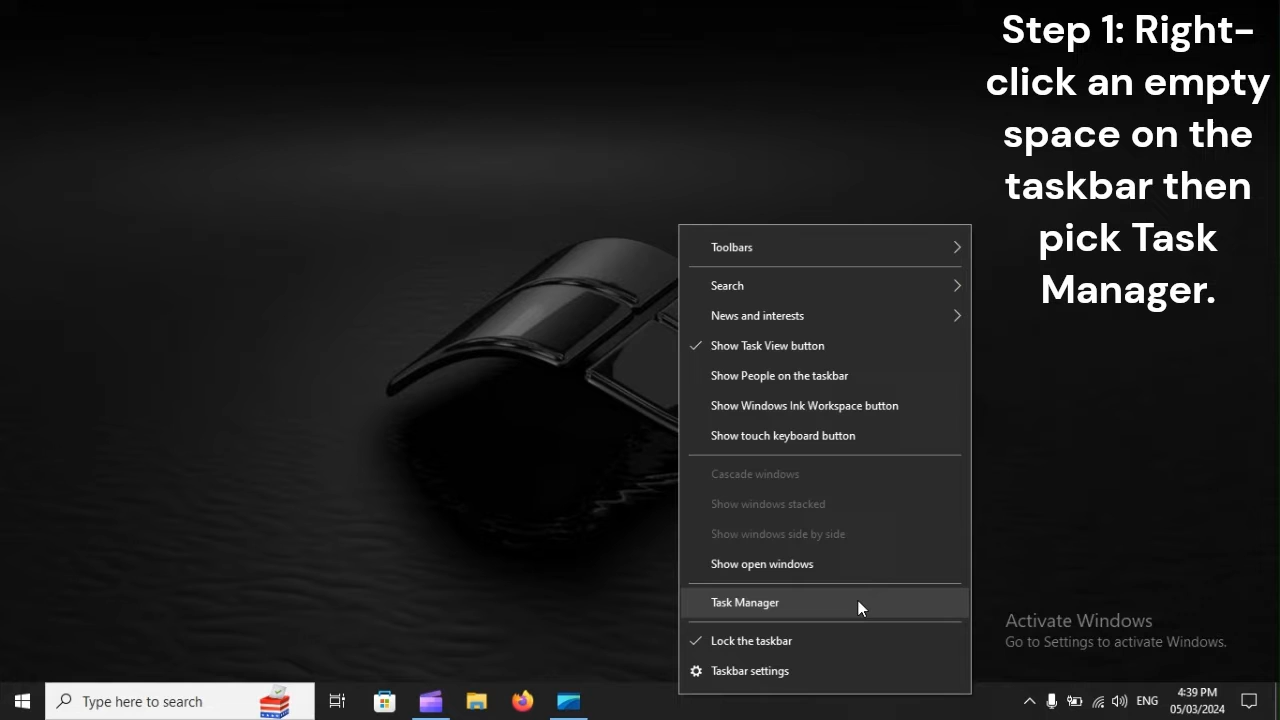 Step 1: Right-
click an empty
space on the
taskbar then
pick Task
Manager.
Toolbars
Search
News and interests
Show Task View button
Show People on the taskbar
Show Windows Ink Workspace button
Show touch keyboard button
Cascade windows
Show windows stacked
Show windows side by side
Show open windows
Task Manager
Lock the taskbar
Taskbar settings
Activate Windows
Go to Settings to activate Windows.
Type here to search
ENG
4:39 PM
05/03/2024